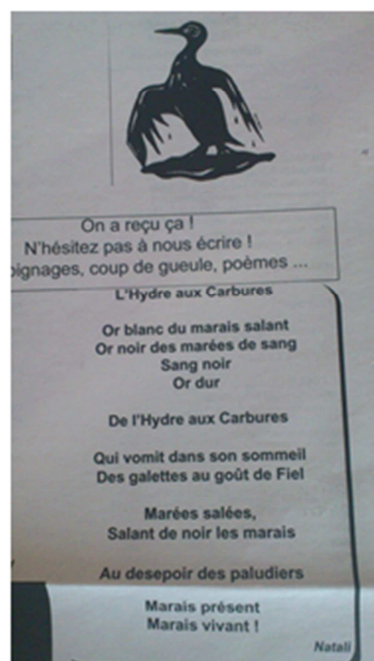 On a reçu ça !
N'hésitez pas à nous écrire !
oignages, coup de gueule, poèmes ...
L'Hydre aux Carbures
Or blanc du marais salant
Or noir des marées de sang
Sang noir
Or dur
De l'Hydre aux Carbures
Qui vomit dans son sommeil
Des galettes au goût de Fiel
Marées salées,
Salant de noir les marais
Au desepoir des paludiers
Marais présent
Marais vivant !
Natali